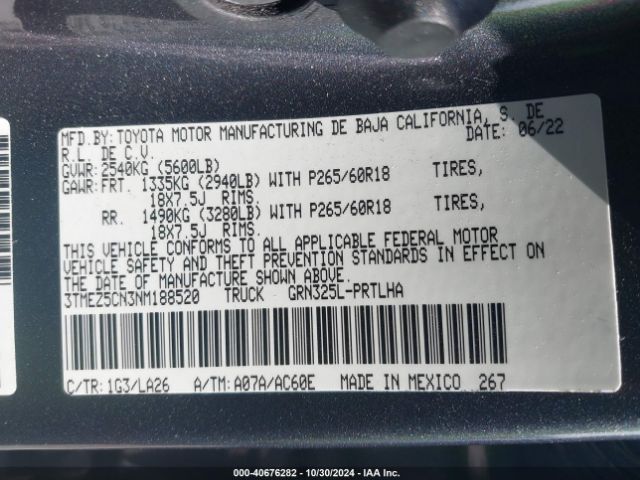 MFD.BY: TOYOTA MOTOR MANUFACTURING DE BAJA CALIFORNIA, S. DE
R.L. DE C.V. DATE: 06/22
GVWR: 2540KG (5600LB)
GAWR: FRT. 1335KG (2940LB) WITH P265/60R18 TIRES,
18X7.5J RIMS.
RR. 1490KG (3280LB) WITH P265/60R18 TIRES,
18X7.5J RIMS.
THIS VEHICLE CONFORMS TO ALL APPLICABLE FEDERAL MOTOR
VEHICLE SAFETY AND THEFT PREVENTION STANDARDS IN EFFECT ON
THE DATE OF MANUFACTURE SHOWN ABOVE.
3TMEZ5CN3NM188520 TRUCK GRN325L-PRTLHA
C/TR: 1G3/LA26 A/TM: A07A/AC60E MADE IN MEXICO 267
000-40676282 - 10/30/2024 - IAA Inc.